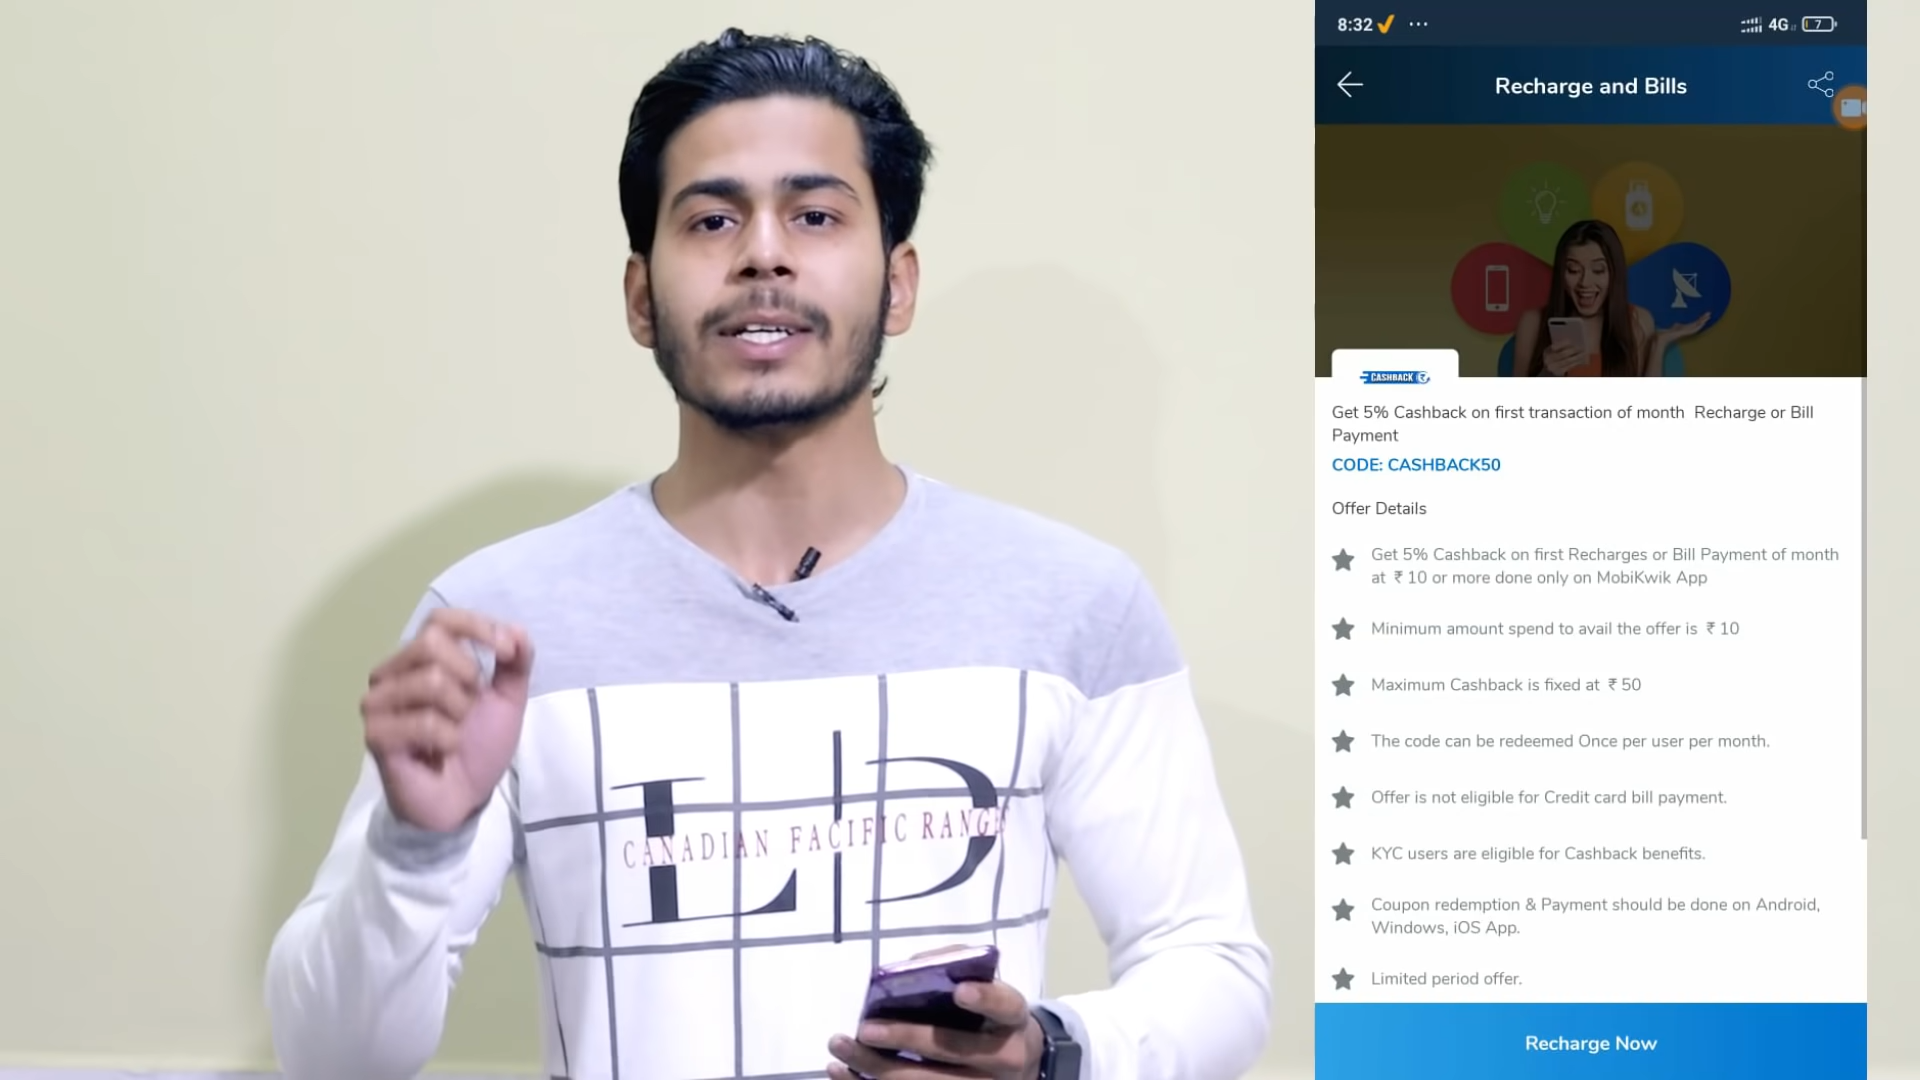 8:32
4G
7
Recharge and Bills
CASHBACK ₹
Get 5% Cashback on first transaction of month Recharge or Bill
Payment
CODE: CASHBACK50
Offer Details
Get 5% Cashback on first Recharges or Bill Payment of month
at ₹ 10 or more done only on MobiKwik App
Minimum amount spend to avail the offer is ₹ 10
Maximum Cashback is fixed at ₹ 50
The code can be redeemed Once per user per month.
Offer is not eligible for Credit card bill payment.
KYC users are eligible for Cashback benefits.
Coupon redemption & Payment should be done on Android,
Windows, iOS App.
Limited period offer.
Recharge Now
LD
CANADIAN FACIFIC RANGE